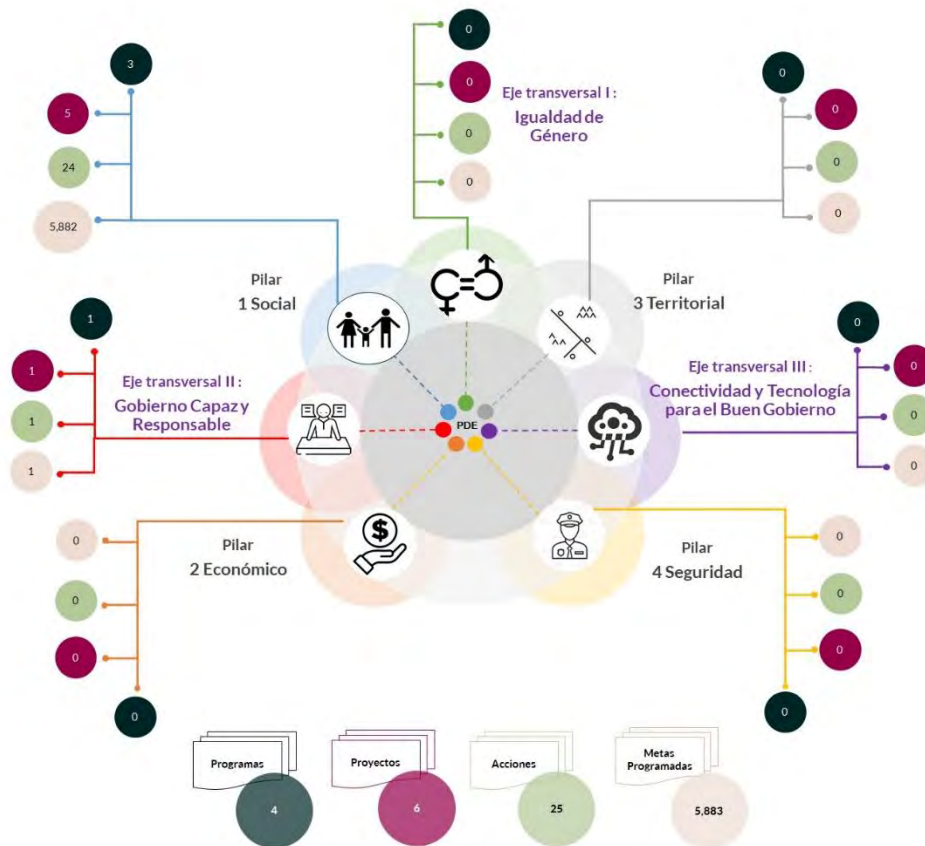 3
5
24
5,882
Pilar
1 Social
0
0
0
0
Eje transversal I :
Igualdad de
Género
0
0
0
0
Pilar
3 Territorial
1
1
1
1
Eje transversal II :
Gobierno Capaz y
Responsable
PDE
Eje transversal III :
Conectividad y Tecnología
para el Buen Gobierno
0
0
0
0
0
0
0
0
Pilar
2 Económico
Pilar
4 Seguridad
0
0
0
0
Programas
4
Proyectos
6
Acciones
25
Metas
Programadas
5,883